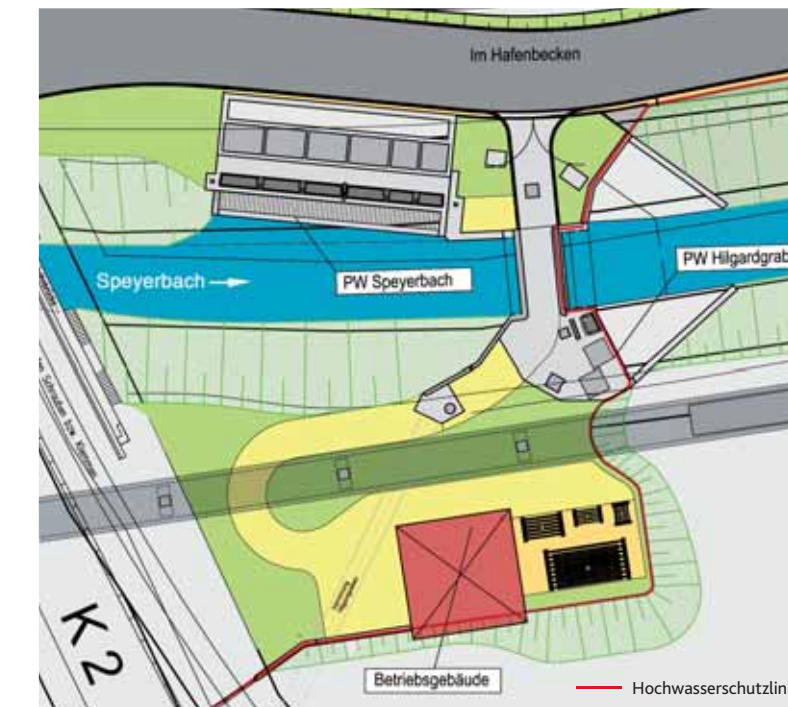 Im Hafenbecken
Speyerbach
PW Speyerbach
PW Hilgardgrab
K 2
Betriebsgebäude
Hochwasserschutzlin